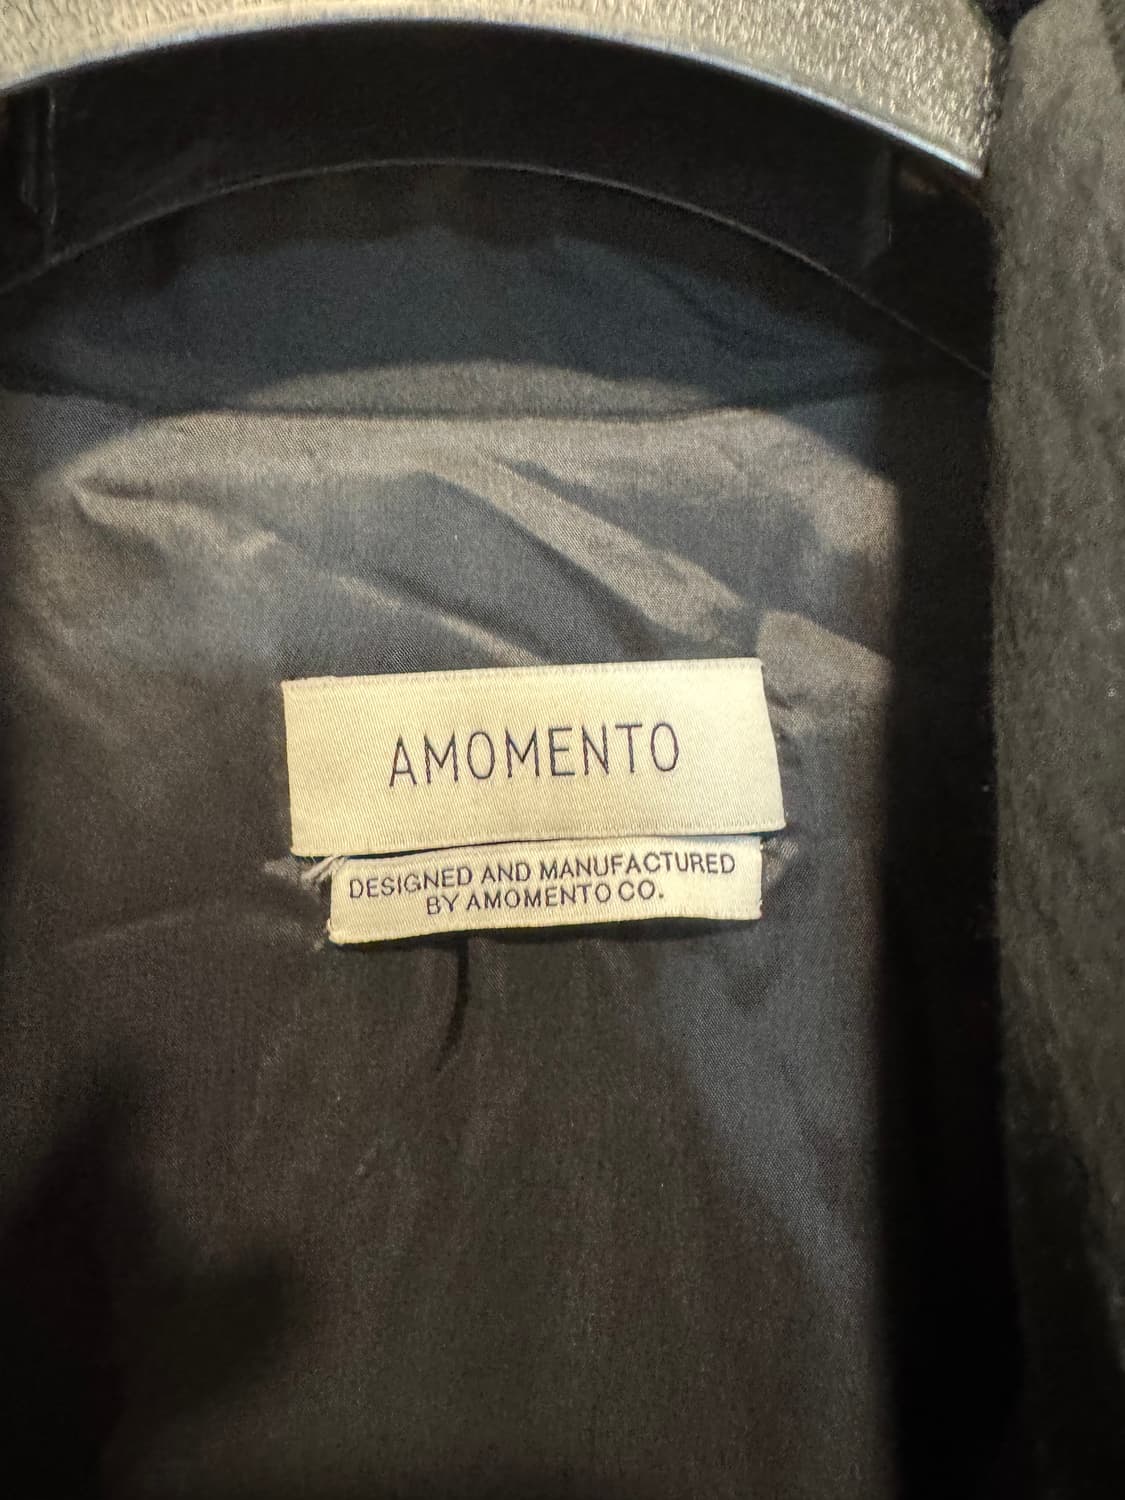 AMOMENTO
DESIGNED AND MANUFACTURED
BY AMOMENTO CO.